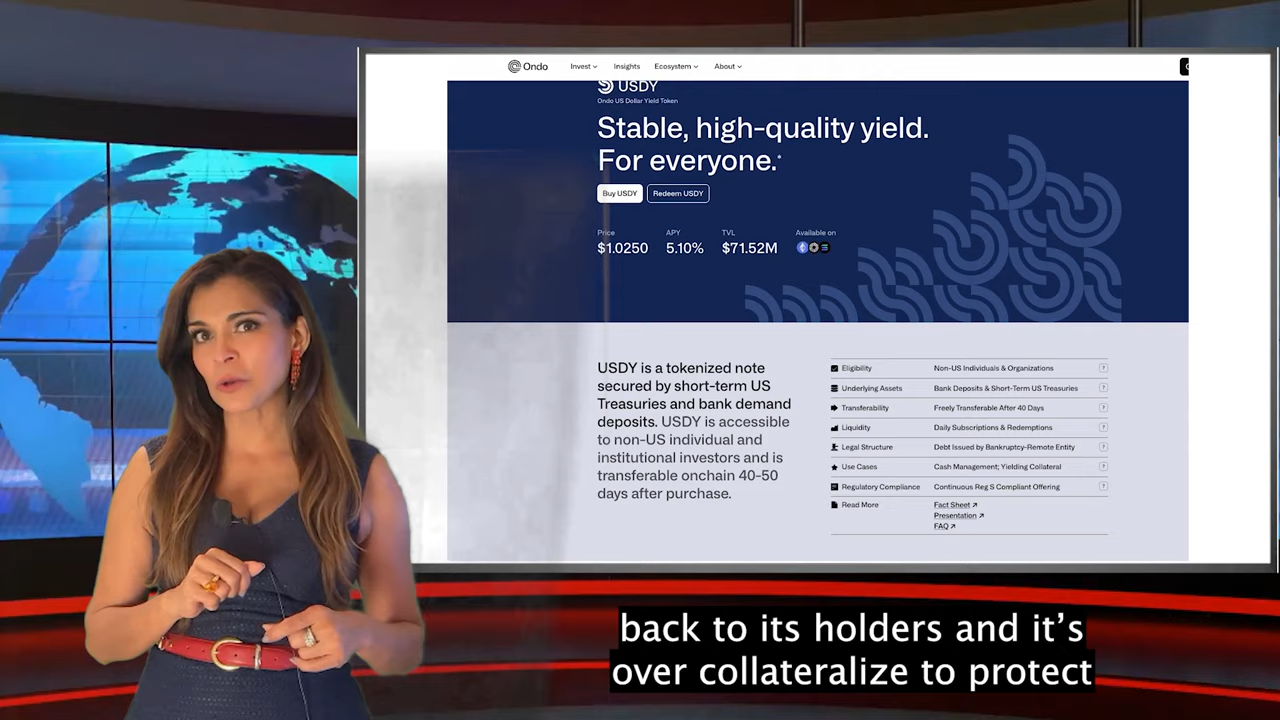 Ondo
Invest
Insights
Ecosystem
About
USDY
Ondo US Dollar Yield Token
Stable, high-quality yield.
For everyone.*
Buy USDY
Redeem USDY
Price
APY
TVL
Available on
$1.0250
5.10%
$71.52M
USDY is a tokenized note
secured by short-term US
Treasuries and bank demand
deposits. USDY is accessible
to non-US individual and
institutional investors and is
transferable onchain 40-50
days after purchase.
Eligibility Non-US Individuals & Organizations ?
Underlying Assets Bank Deposits & Short-Term US Treasuries ?
Transferability Freely Transferable After 40 Days ?
Liquidity Daily Subscriptions & Redemptions ?
Legal Structure Debt Issued by Bankruptcy-Remote Entity ?
Use Cases Cash Management; Yielding Collateral ?
Regulatory Compliance Continuous Reg S Compliant Offering ?
Read More Fact Sheet ↗
Presentation ↗
FAQ ↗
back to its holders and it's
over collateralize to protect